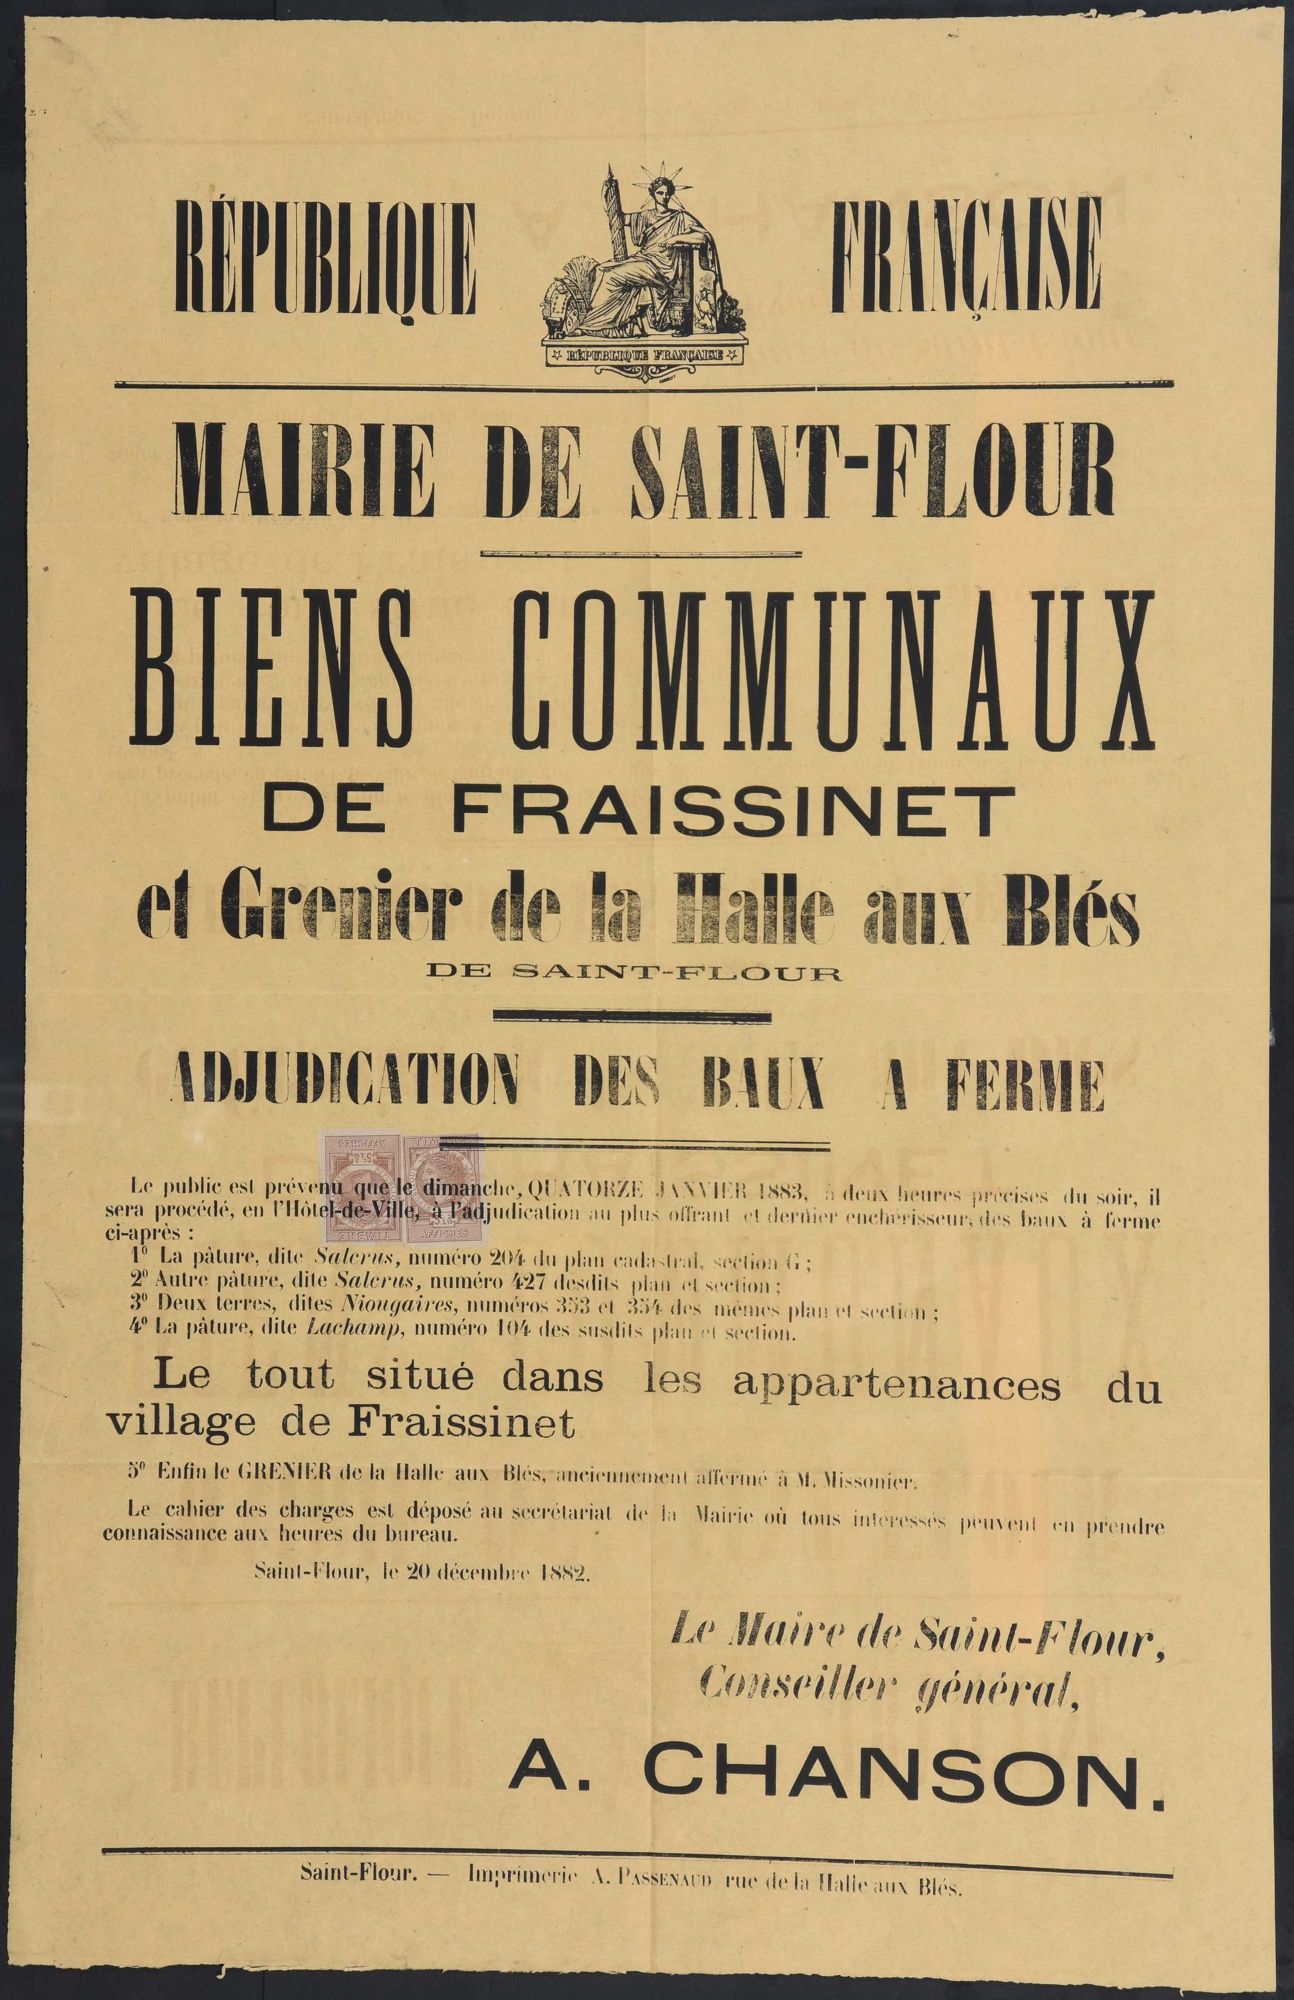 RÉPUBLIQUE FRANÇAISE
RÉPUBLIQUE FRANÇAISE
MAIRIE DE SAINT-FLOUR
BIENS COMMUNAUX
DE FRAISSINET
et Grenier de la Halle aux Blés
DE SAINT-FLOUR
ADJUDICATION DES BAUX A FERME
AFFICHES
AFFICHES
Le public est prévenu que le dimanche, QUATORZE JANVIER 1883, à deux heures précises du soir, il
sera procédé, en l'Hôtel-de-Ville, à l'adjudication au plus offrant et dernier enchérisseur, des baux à ferme
ci-après :
1º La pâture, dite Salcrus, numéro 204 du plan cadastral, section G ;
2º Autre pâture, dite Salcrus, numéro 427 desdits plan et section ;
3º Deux terres, dites Niougaires, numéros 353 et 354 des mêmes plan et section ;
4º La pâture, dite Lachamp, numéro 104 des susdits plan et section.
Le tout situé dans les appartenances du
village de Fraissinet
5º Enfin le GRENIER de la Halle aux Blés, anciennement affermé à M. Missonier.
Le cahier des charges est déposé au secrétariat de la Mairie où tous intéressés peuvent en prendre
connaissance aux heures du bureau.
Saint-Flour, le 20 décembre 1882.
Le Maire de Saint-Flour,
Conseiller général,
A. CHANSON.
Saint-Flour. — Imprimerie A. PASSENAUD rue de la Halle aux Blés.